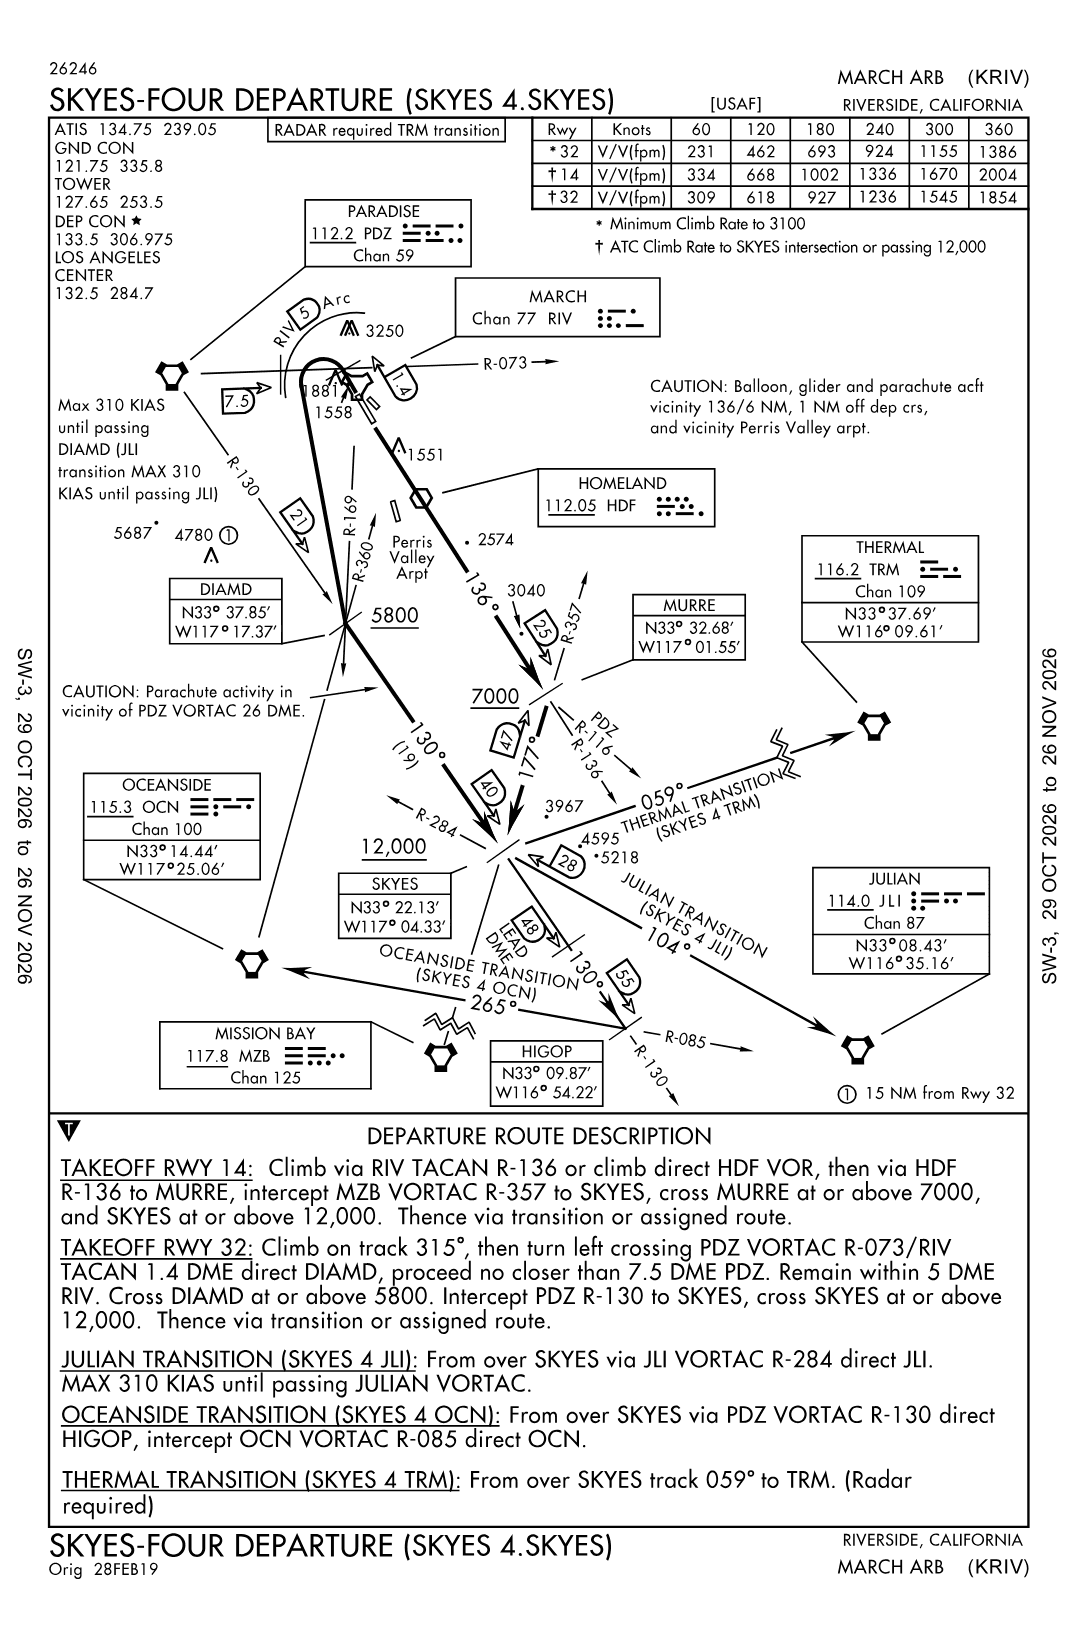 26246
SKYES-FOUR DEPARTURE (SKYES 4.SKYES)
[USAF]
MARCH ARB (KRIV)
RIVERSIDE, CALIFORNIA
ATIS 134.75 239.05
GND CON
121.75 335.8
TOWER
127.65 253.5
DEP CON ★
133.5 306.975
LOS ANGELES
CENTER
132.5 284.7
RADAR required TRM transition
Rwy Knots 60 120 180 240 300 360
*32 V/V(fpm) 231 462 693 924 1155 1386
†14 V/V(fpm) 334 668 1002 1336 1670 2004
†32 V/V(fpm) 309 618 927 1236 1545 1854
* Minimum Climb Rate to 3100
† ATC Climb Rate to SKYES intersection or passing 12,000
PARADISE
112.2 PDZ
Chan 59
MARCH
Chan 77 RIV
RIV 5 Arc
3250
R-073
7.5
1.4
1881
1558
1551
CAUTION: Balloon, glider and parachute acft
vicinity 136/6 NM, 1 NM off dep crs,
and vicinity Perris Valley arpt.
Max 310 KIAS
until passing
DIAMD (JLI
transition MAX 310
KIAS until passing JLI)
R-130
21
R-169
R-360
5687
4780 ①
Perris
Valley
Arpt
HOMELAND
112.05 HDF
2574
136°
3040
25
R-357
THERMAL
116.2 TRM
Chan 109
N33°37.69′
W116°09.61′
DIAMD
N33° 37.85′
W117° 17.37′
5800
MURRE
N33° 32.68′
W117°01.55′
CAUTION: Parachute activity in
vicinity of PDZ VORTAC 26 DME.
7000
PDZ
R-116
R-136
47
177°
130°
(19)
40
R-284
059°
THERMAL TRANSITION
(SKYES 4 TRM)
3967
4595
5218
28
OCEANSIDE
115.3 OCN
Chan 100
N33°14.44′
W117°25.06′
12,000
SKYES
N33° 22.13′
W117° 04.33′
JULIAN TRANSITION
(SKYES 4 JLI)
104°
JULIAN
114.0 JLI
Chan 87
N33°08.43′
W116°35.16′
LEAD
DME
48
130°
55
OCEANSIDE TRANSITION
(SKYES 4 OCN)
265°
MISSION BAY
117.8 MZB
Chan 125
HIGOP
N33° 09.87′
W116° 54.22′
R-085
R-130
① 15 NM from Rwy 32
T
DEPARTURE ROUTE DESCRIPTION
TAKEOFF RWY 14: Climb via RIV TACAN R-136 or climb direct HDF VOR, then via HDF
R-136 to MURRE, intercept MZB VORTAC R-357 to SKYES, cross MURRE at or above 7000,
and SKYES at or above 12,000. Thence via transition or assigned route.
TAKEOFF RWY 32: Climb on track 315°, then turn left crossing PDZ VORTAC R-073/RIV
TACAN 1.4 DME direct DIAMD, proceed no closer than 7.5 DME PDZ. Remain within 5 DME
RIV. Cross DIAMD at or above 5800. Intercept PDZ R-130 to SKYES, cross SKYES at or above
12,000. Thence via transition or assigned route.
JULIAN TRANSITION (SKYES 4 JLI): From over SKYES via JLI VORTAC R-284 direct JLI.
MAX 310 KIAS until passing JULIAN VORTAC.
OCEANSIDE TRANSITION (SKYES 4 OCN): From over SKYES via PDZ VORTAC R-130 direct
HIGOP, intercept OCN VORTAC R-085 direct OCN.
THERMAL TRANSITION (SKYES 4 TRM): From over SKYES track 059° to TRM. (Radar
required)
SKYES-FOUR DEPARTURE (SKYES 4.SKYES)
Orig 28FEB19
RIVERSIDE, CALIFORNIA
MARCH ARB (KRIV)
SW-3, 29 OCT 2026 to 26 NOV 2026
SW-3, 29 OCT 2026 to 26 NOV 2026